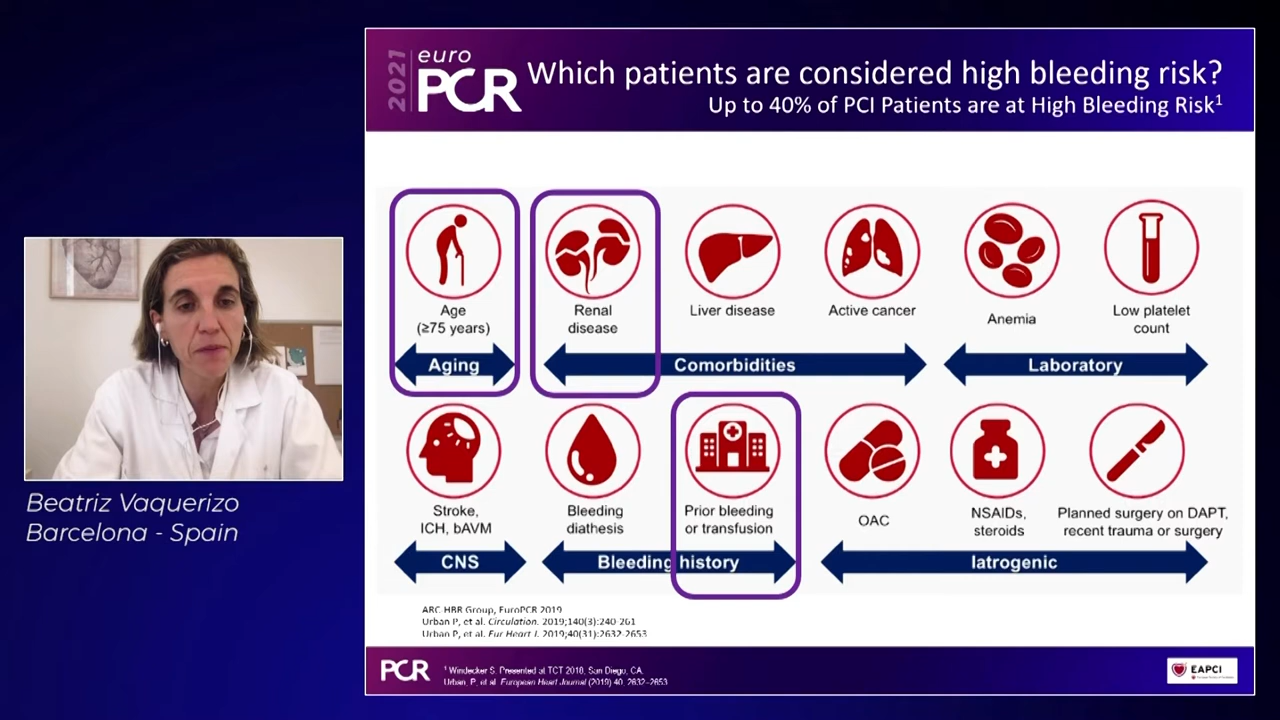 2021
euro
PCR
Which patients are considered high bleeding risk?
Up to 40% of PCI Patients are at High Bleeding Risk¹
Age
(≥75 years)
Renal
disease
Liver disease
Active cancer
Anemia
Low platelet
count
Aging
Comorbidities
Laboratory
Stroke,
ICH, bAVM
Bleeding
diathesis
Prior bleeding
or transfusion
OAC
NSAIDs,
steroids
Planned surgery on DAPT,
recent trauma or surgery
CNS
Bleeding history
Iatrogenic
ARC HBR Group, EuroPCR 2019
Urban P, et al. Circulation. 2019;140(3):240-261
Urban P, et al. Eur Heart J. 2019;40(31):2632-2653
Beatriz Vaquerizo
Barcelona - Spain
PCR
¹ Windecker S. Presented at TCT 2018, San Diego, CA.
Urban, P, et al. European Heart Journal (2019) 40, 2632–2653
EAPCI